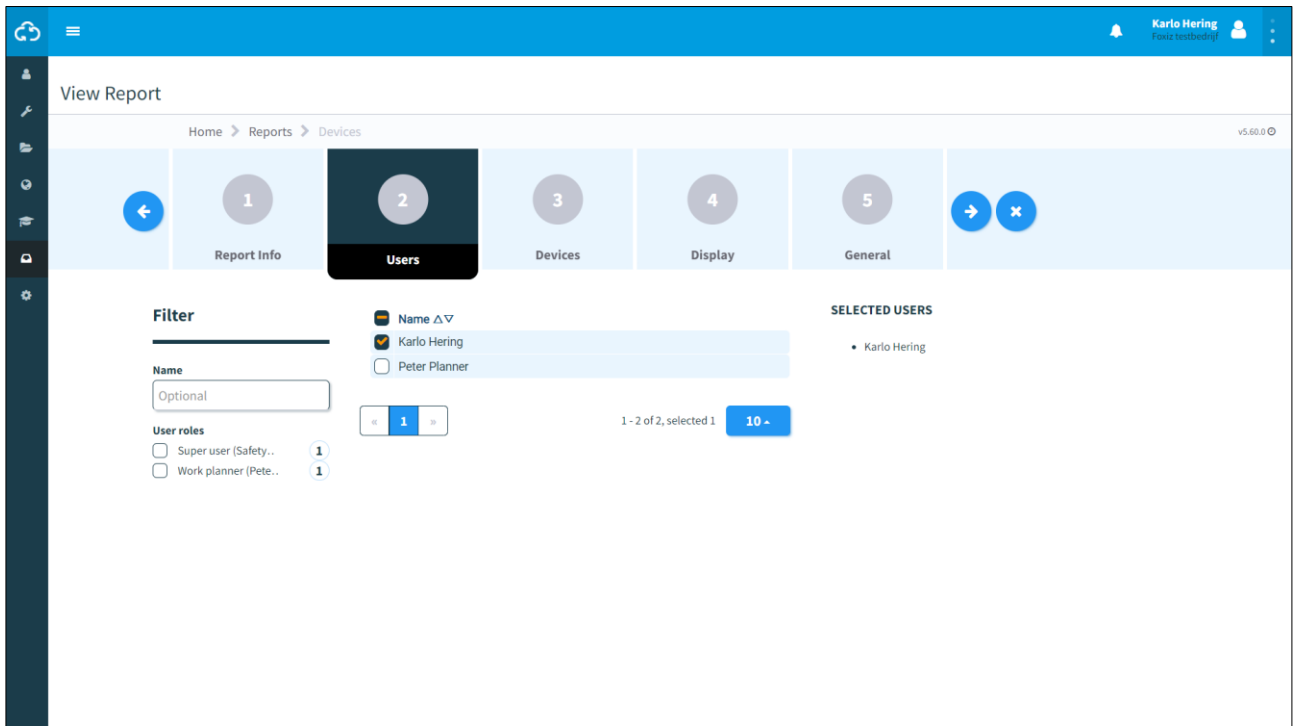 Karlo Hering
Foxiz testbedrijf
View Report
Home Reports Devices
v5.60.0
1
2
3
4
5
Report Info
Users
Devices
Display
General
Filter
Name
Optional
User roles
Super user (Safety.. 1
Work planner (Pete.. 1
Name
Karlo Hering
Peter Planner
« 1 »
1 - 2 of 2, selected 1
10
SELECTED USERS
• Karlo Hering